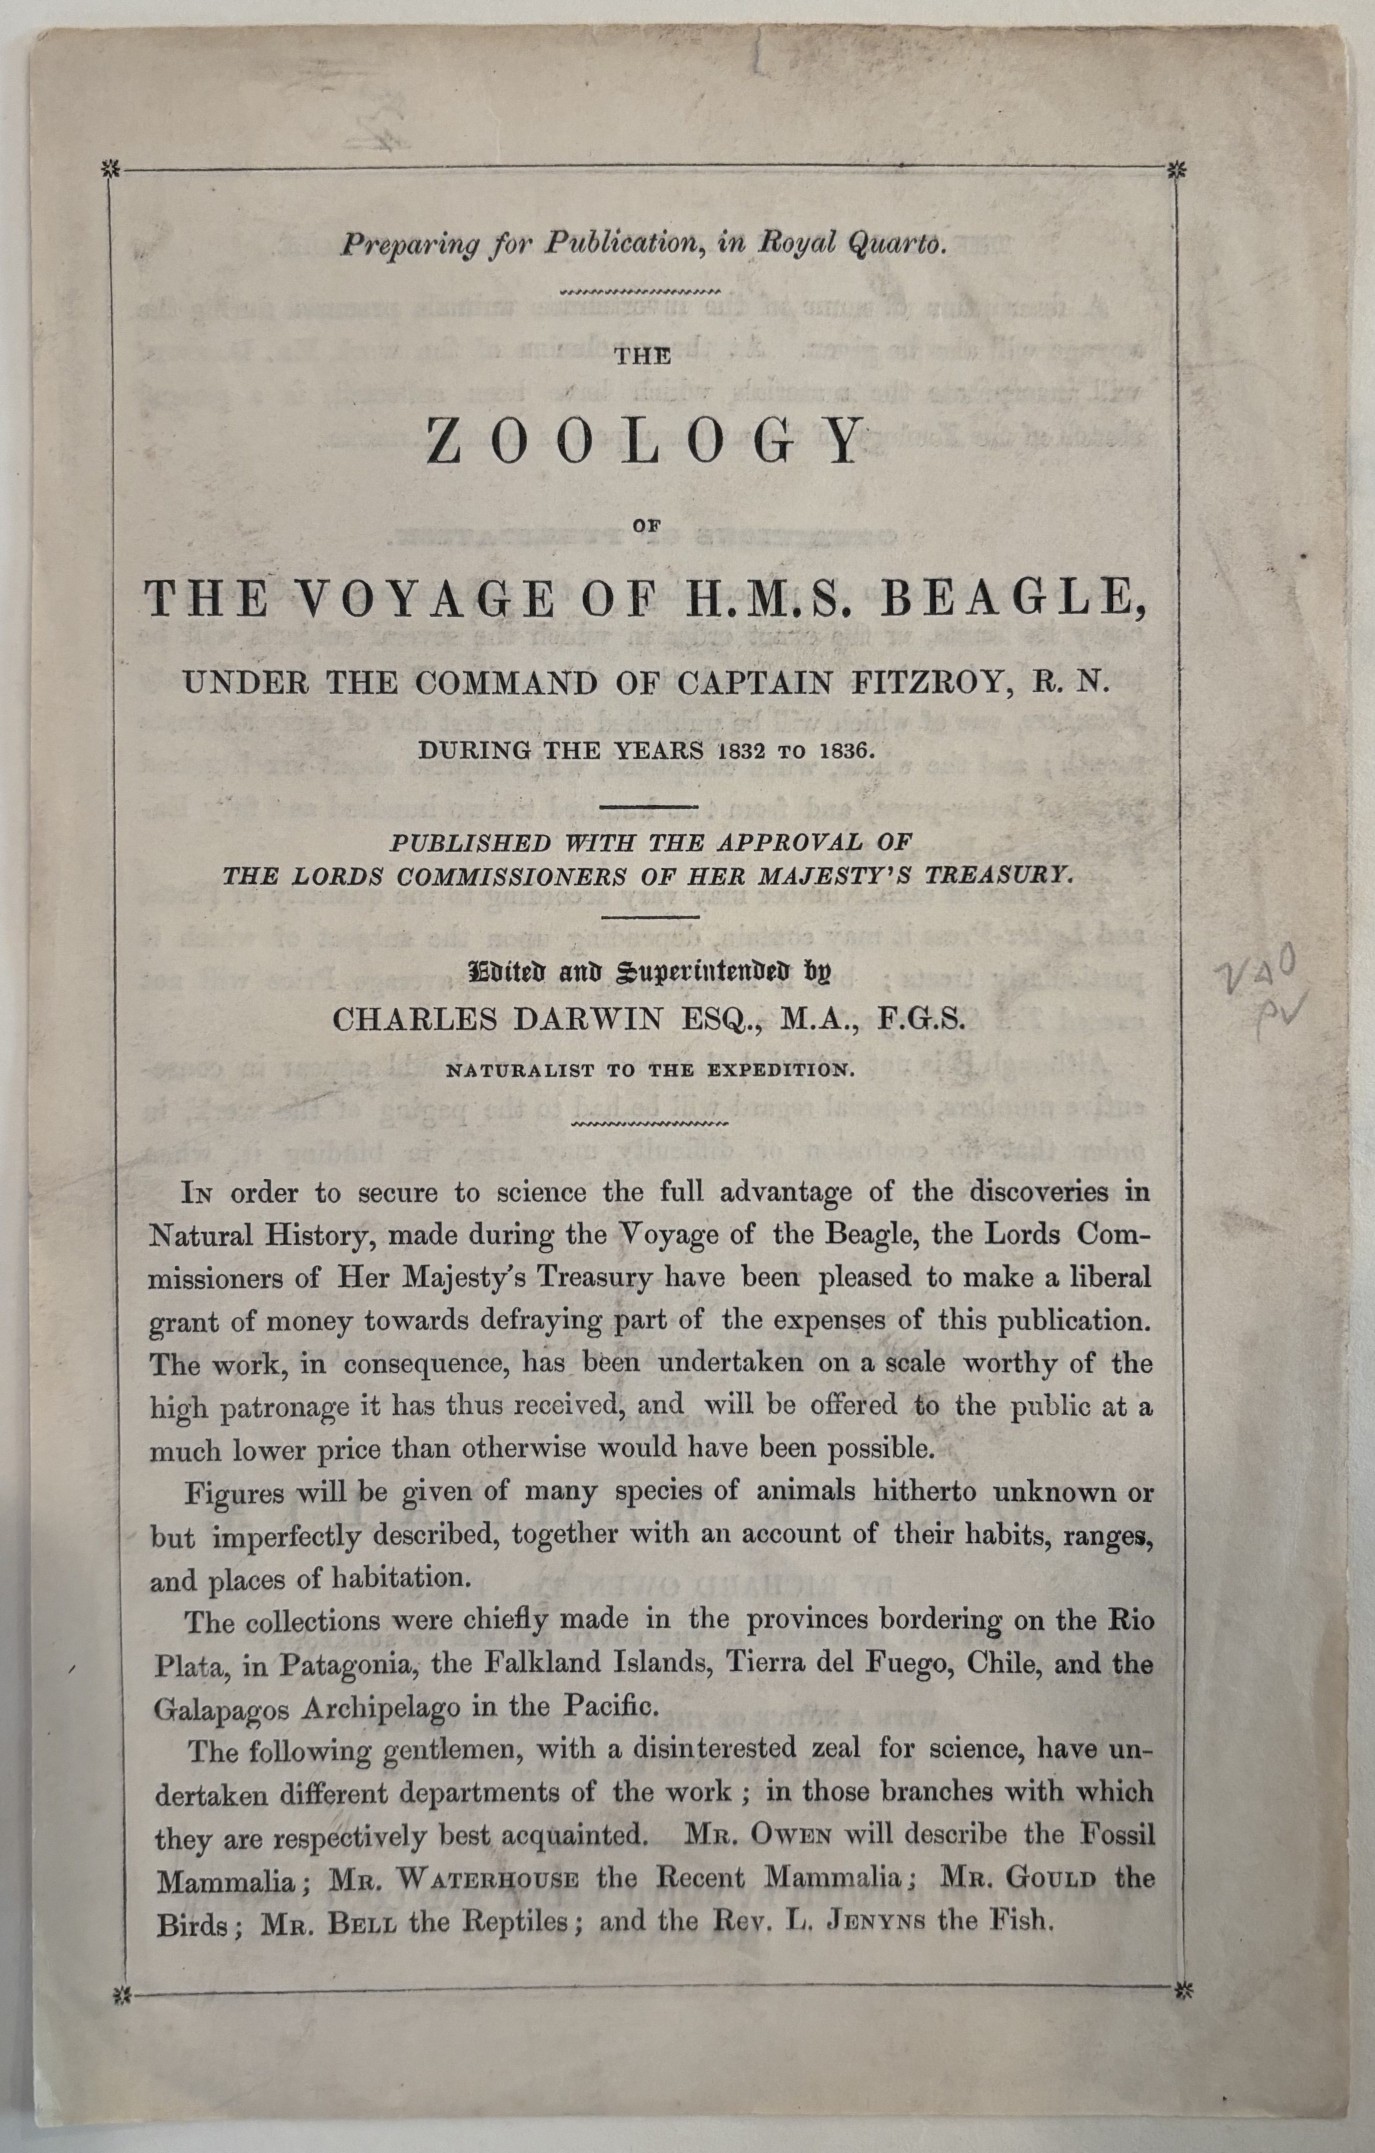 Preparing for Publication, in Royal Quarto.
THE
ZOOLOGY
OF
THE VOYAGE OF H.M.S. BEAGLE,
UNDER THE COMMAND OF CAPTAIN FITZROY, R. N.
DURING THE YEARS 1832 TO 1836.
PUBLISHED WITH THE APPROVAL OF
THE LORDS COMMISSIONERS OF HER MAJESTY'S TREASURY.
Edited and Superintended by
CHARLES DARWIN ESQ., M.A., F.G.S.
NATURALIST TO THE EXPEDITION.
IN order to secure to science the full advantage of the discoveries in
Natural History, made during the Voyage of the Beagle, the Lords Com-
missioners of Her Majesty's Treasury have been pleased to make a liberal
grant of money towards defraying part of the expenses of this publication.
The work, in consequence, has been undertaken on a scale worthy of the
high patronage it has thus received, and will be offered to the public at a
much lower price than otherwise would have been possible.
Figures will be given of many species of animals hitherto unknown or
but imperfectly described, together with an account of their habits, ranges,
and places of habitation.
The collections were chiefly made in the provinces bordering on the Rio
Plata, in Patagonia, the Falkland Islands, Tierra del Fuego, Chile, and the
Galapagos Archipelago in the Pacific.
The following gentlemen, with a disinterested zeal for science, have un-
dertaken different departments of the work; in those branches with which
they are respectively best acquainted. MR. OWEN will describe the Fossil
Mammalia; MR. WATERHOUSE the Recent Mammalia; MR. GOULD the
Birds; MR. BELL the Reptiles; and the Rev. L. JENYNS the Fish.